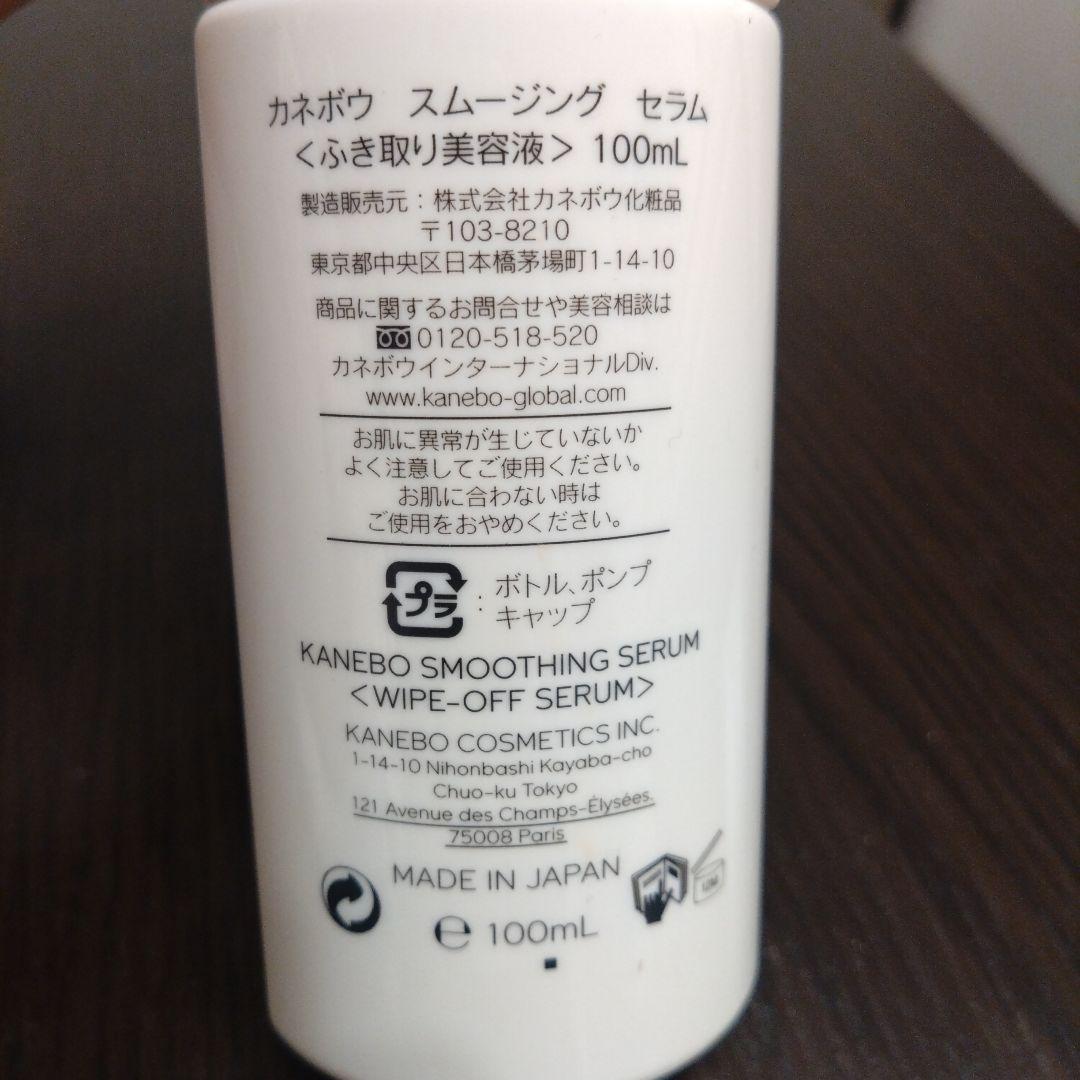 カネボウ スムージング セラム
＜ふき取り美容液＞ 100mL
製造販売元：株式会社カネボウ化粧品
〒103-8210
東京都中央区日本橋茅場町1-14-10
商品に関するお問合せや美容相談は
0120-518-520
カネボウインターナショナルDiv.
www.kanebo-global.com
お肌に異常が生じていないか
よく注意してご使用ください。
お肌に合わない時は
ご使用をおやめください。
プラ：ボトル、ポンプ
キャップ
KANEBO SMOOTHING SERUM
<WIPE-OFF SERUM>
KANEBO COSMETICS INC.
1-14-10 Nihonbashi Kayaba-cho
Chuo-ku Tokyo
121 Avenue des Champs-Élysées,
75008 Paris
MADE IN JAPAN
℮ 100mL